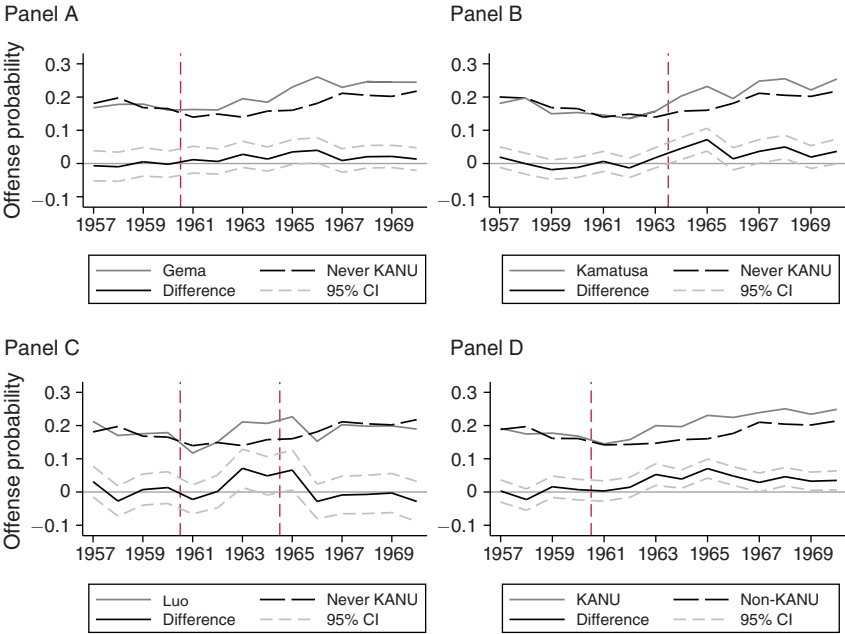 Panel A
Offense probability
0.3
0.2
0.1
0
−0.1
1957 1959 1961 1963 1965 1967 1969
Gema Never KANU
Difference 95% CI
Panel B
0.3
0.2
0.1
0
−0.1
1957 1959 1961 1963 1965 1967 1969
Kamatusa Never KANU
Difference 95% CI
Panel C
Offense probability
0.3
0.2
0.1
0
−0.1
1957 1959 1961 1963 1965 1967 1969
Luo Never KANU
Difference 95% CI
Panel D
0.3
0.2
0.1
0
−0.1
1957 1959 1961 1963 1965 1967 1969
KANU Non-KANU
Difference 95% CI